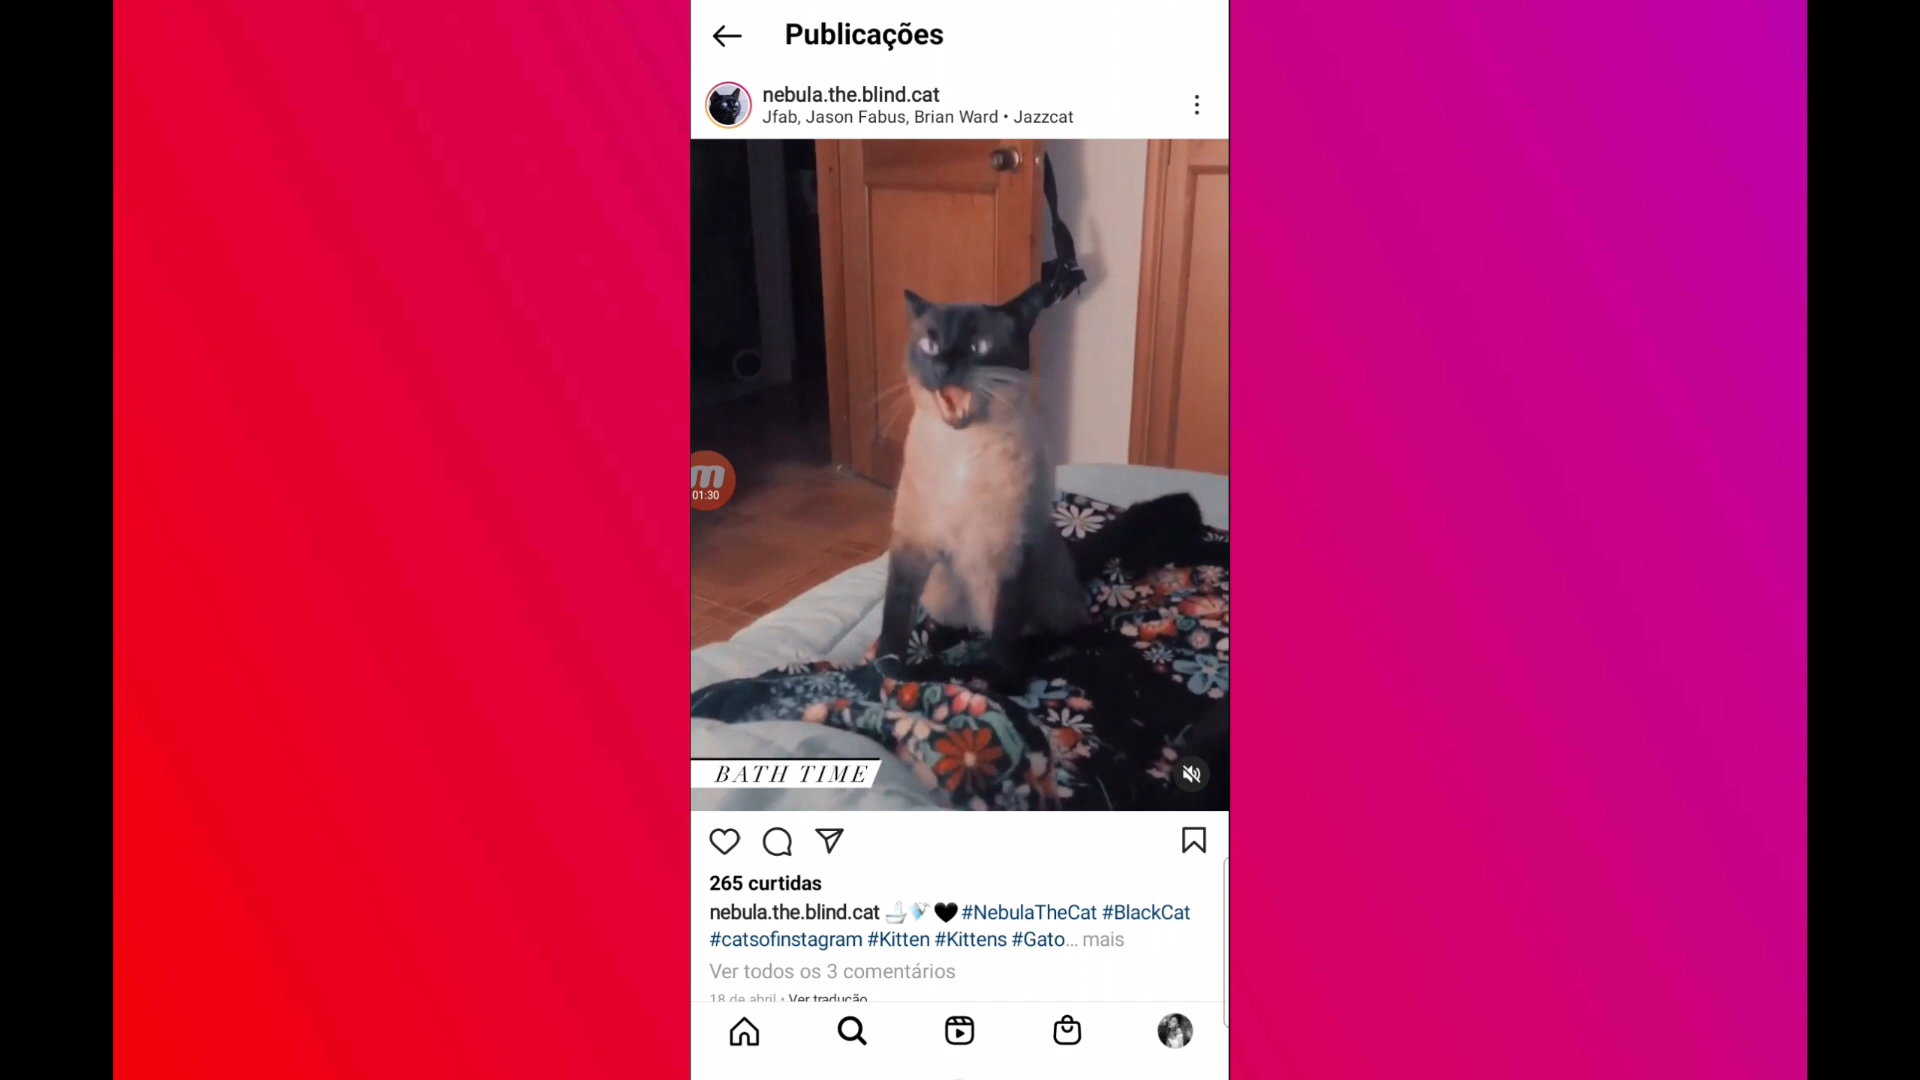 Publicações
nebula.the.blind.cat
Jfab, Jason Fabus, Brian Ward • Jazzcat
m
01:30
BATH TIME
265 curtidas
nebula.the.blind.cat 🛁🚿🖤 #NebulaTheCat #BlackCat
#catsofinstagram #Kitten #Kittens #Gato... mais
Ver todos os 3 comentários
18 de abril • Ver tradução